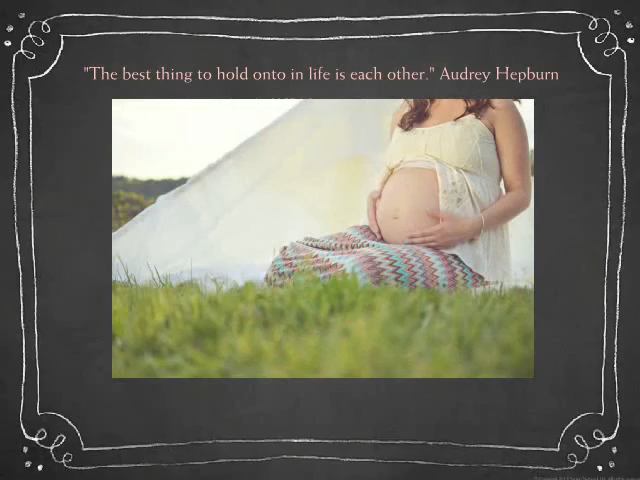 "The best thing to hold onto in life is each other." Audrey Hepburn